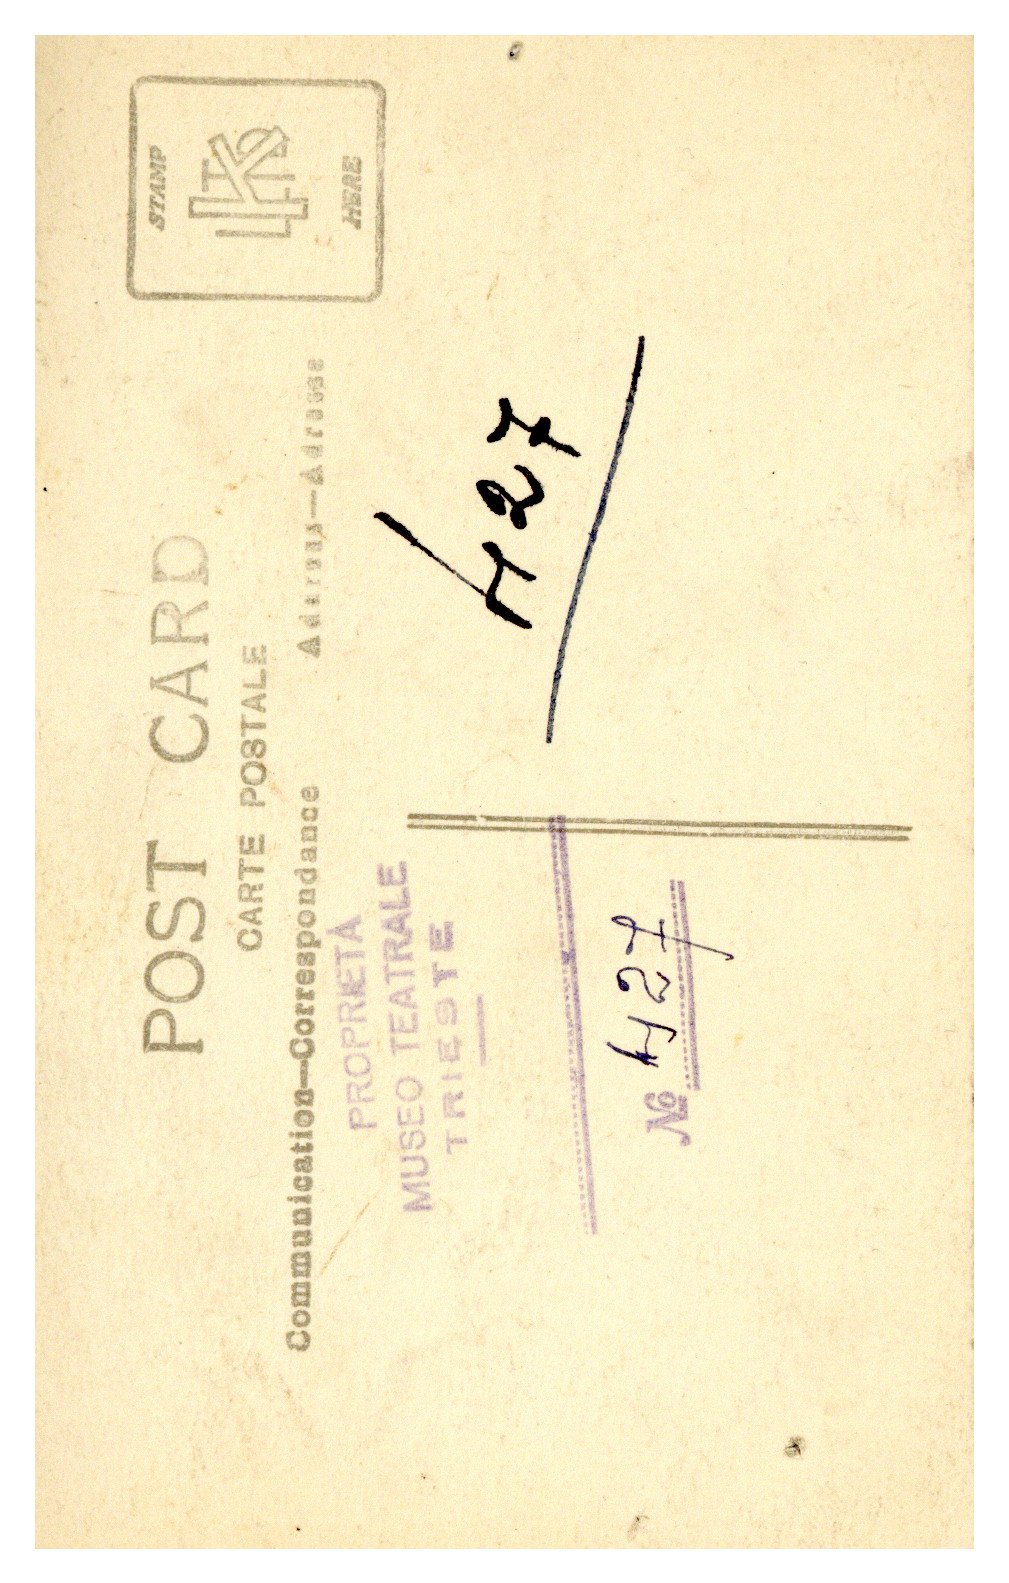 POST CARD
CARTE POSTALE
Communication—Correspondance
Address—Adresse
STAMP
HERE
PROPRIETÀ
MUSEO TEATRALE
TRIESTE
№ 427
427